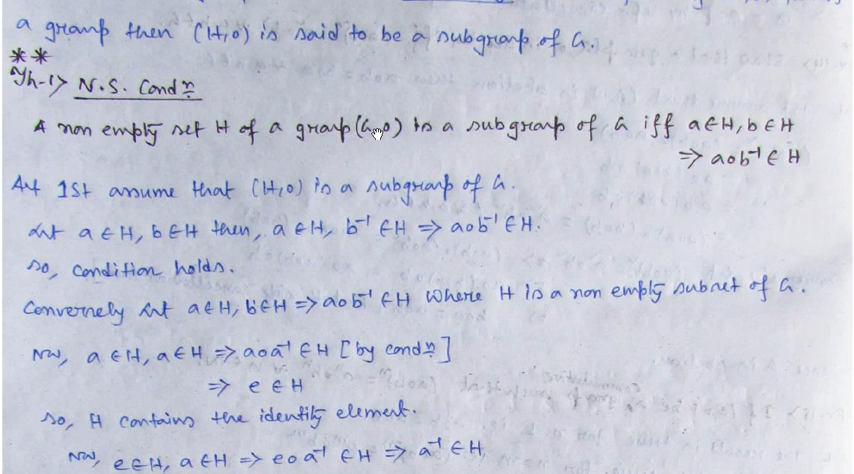 a group then (H,o) is said to be a subgroup of G.
**
Th-1> N.S. Condn
A non empty set H of a group (G,o) is a subgroup of G iff a∈H, b∈H
⇒ aob⁻¹ ∈ H
At 1st assume that (H,o) is a subgroup of G.
Let a∈H, b∈H then, a∈H, b⁻¹∈H ⇒ aob⁻¹∈H.
So, condition holds.
Conversely let a∈H, b∈H ⇒ aob⁻¹∈H where H is a non empty subset of G.
Now, a∈H, a∈H ⇒ aoa⁻¹∈H [by condn]
⇒ e∈H
So, H contains the identity element.
Now, e∈H, a∈H ⇒ eoa⁻¹∈H ⇒ a⁻¹∈H